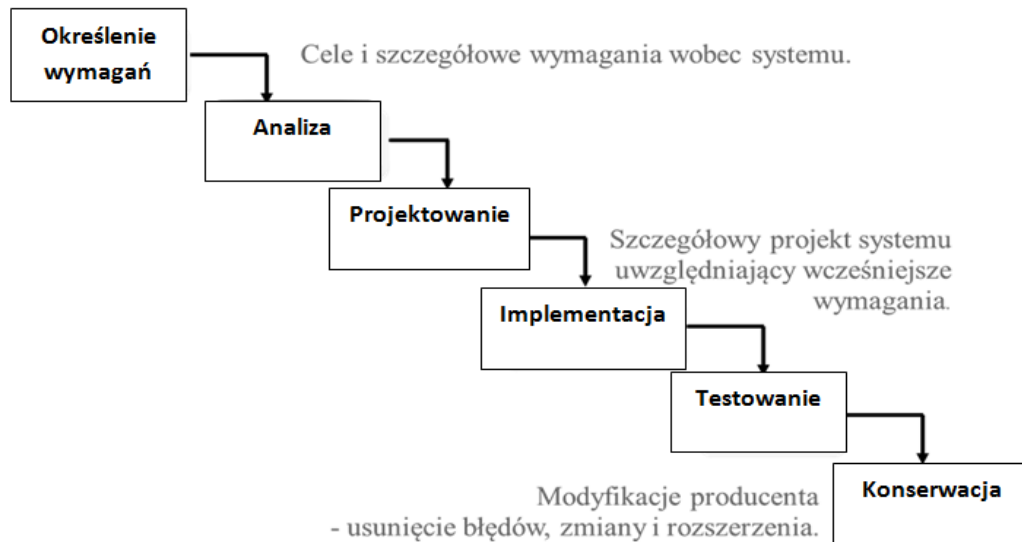 Określenie
wymagań
Cele i szczegółowe wymagania wobec systemu.
Analiza
Projektowanie
Szczegółowy projekt systemu
uwzględniający wcześniejsze
wymagania.
Implementacja
Testowanie
Konserwacja
Modyfikacje producenta
- usunięcie błędów, zmiany i rozszerzenia.